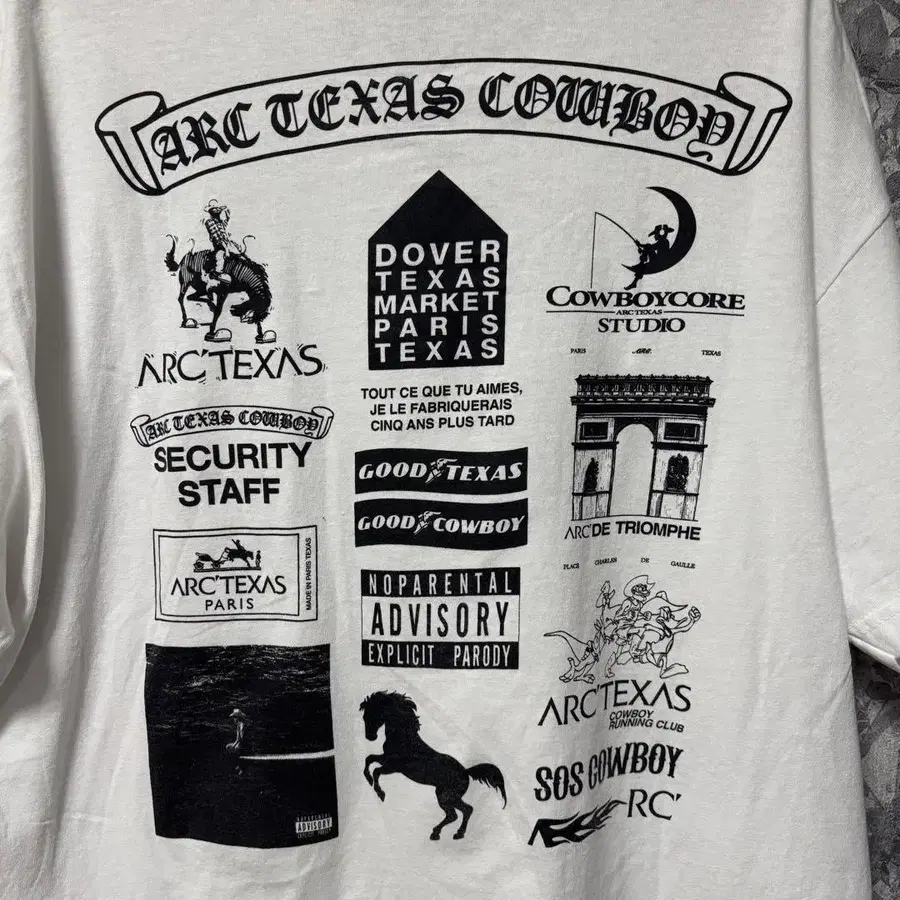 ARC TEXAS COWBOY
ARC'TEXAS
ARC TEXAS COWBOY
SECURITY
STAFF
ARC'TEXAS
PARIS
MADE IN PARIS TEXAS
ADVISORY
DOVER
TEXAS
MARKET
PARIS
TEXAS
TOUT CE QUE TU AIMES,
JE LE FABRIQUERAIS
CINQ ANS PLUS TARD
GOOD TEXAS
GOOD COWBOY
NOPARENTAL
ADVISORY
EXPLICIT PARODY
COWBOYCORE
ARC TEXAS
STUDIO
PARIS TEXAS
ARC'DE TRIOMPHE
PLACE CHARLES DE GAULLE
ARC'TEXAS
COWBOY
RUNNING CLUB
SOS COWBOY
RC'